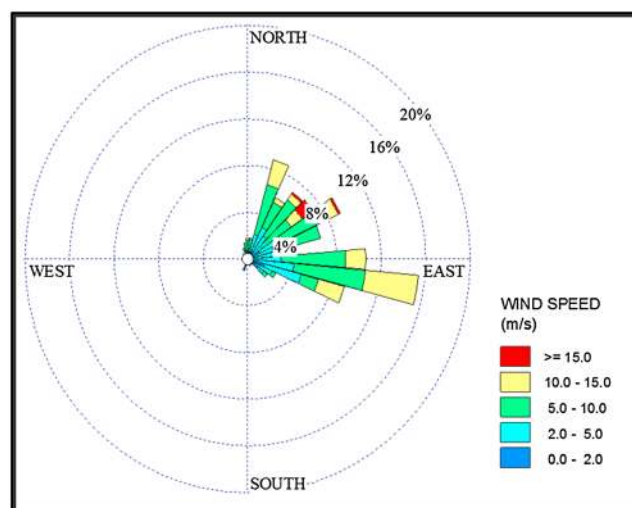 NORTH
20%
16%
12%
8%
4%
WEST
EAST
SOUTH
WIND SPEED
(m/s)
>= 15.0
10.0 - 15.0
5.0 - 10.0
2.0 - 5.0
0.0 - 2.0